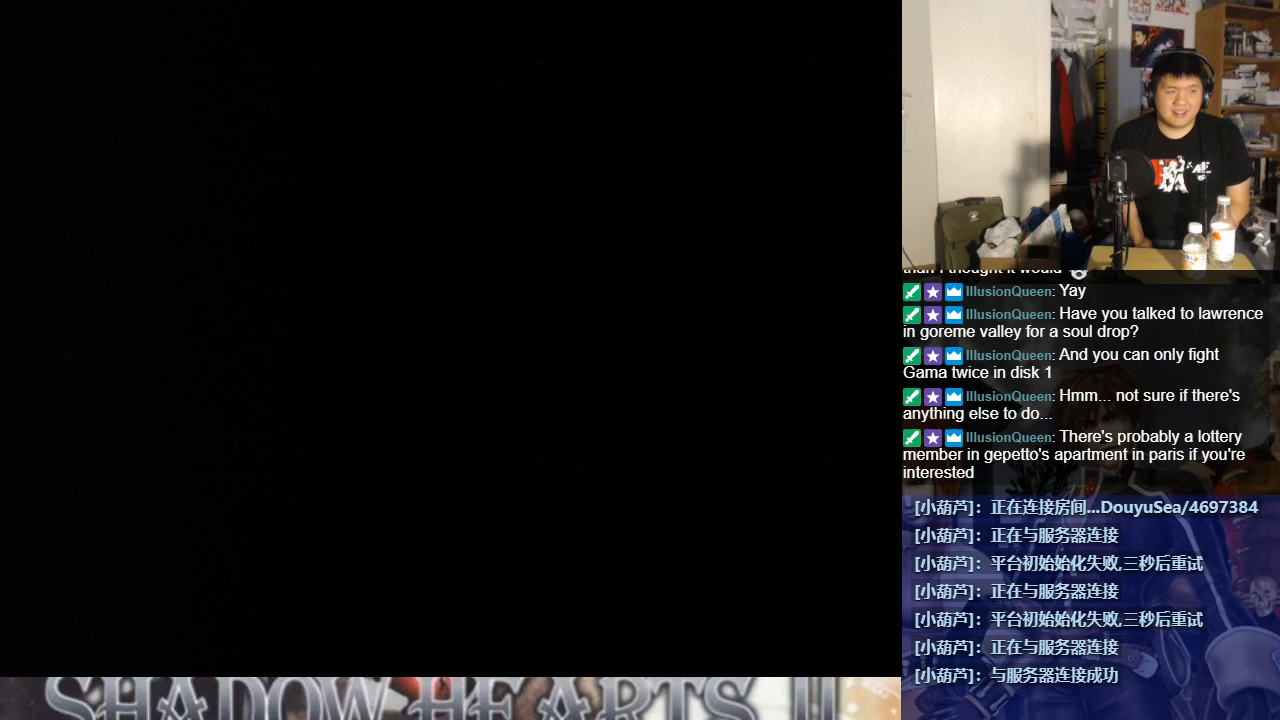 than I thought it would
IllusionQueen: Yay
IllusionQueen: Have you talked to lawrence
in goreme valley for a soul drop?
IllusionQueen: And you can only fight
Gama twice in disk 1
IllusionQueen: Hmm... not sure if there's
anything else to do...
IllusionQueen: There's probably a lottery
member in gepetto's apartment in paris if you're
interested
[小葫芦]：正在连接房间...DouyuSea/4697384
[小葫芦]：正在与服务器连接
[小葫芦]：平台初始始化失败,三秒后重试
[小葫芦]：正在与服务器连接
[小葫芦]：平台初始始化失败,三秒后重试
[小葫芦]：正在与服务器连接
[小葫芦]：与服务器连接成功
SHADOW HEARTS II